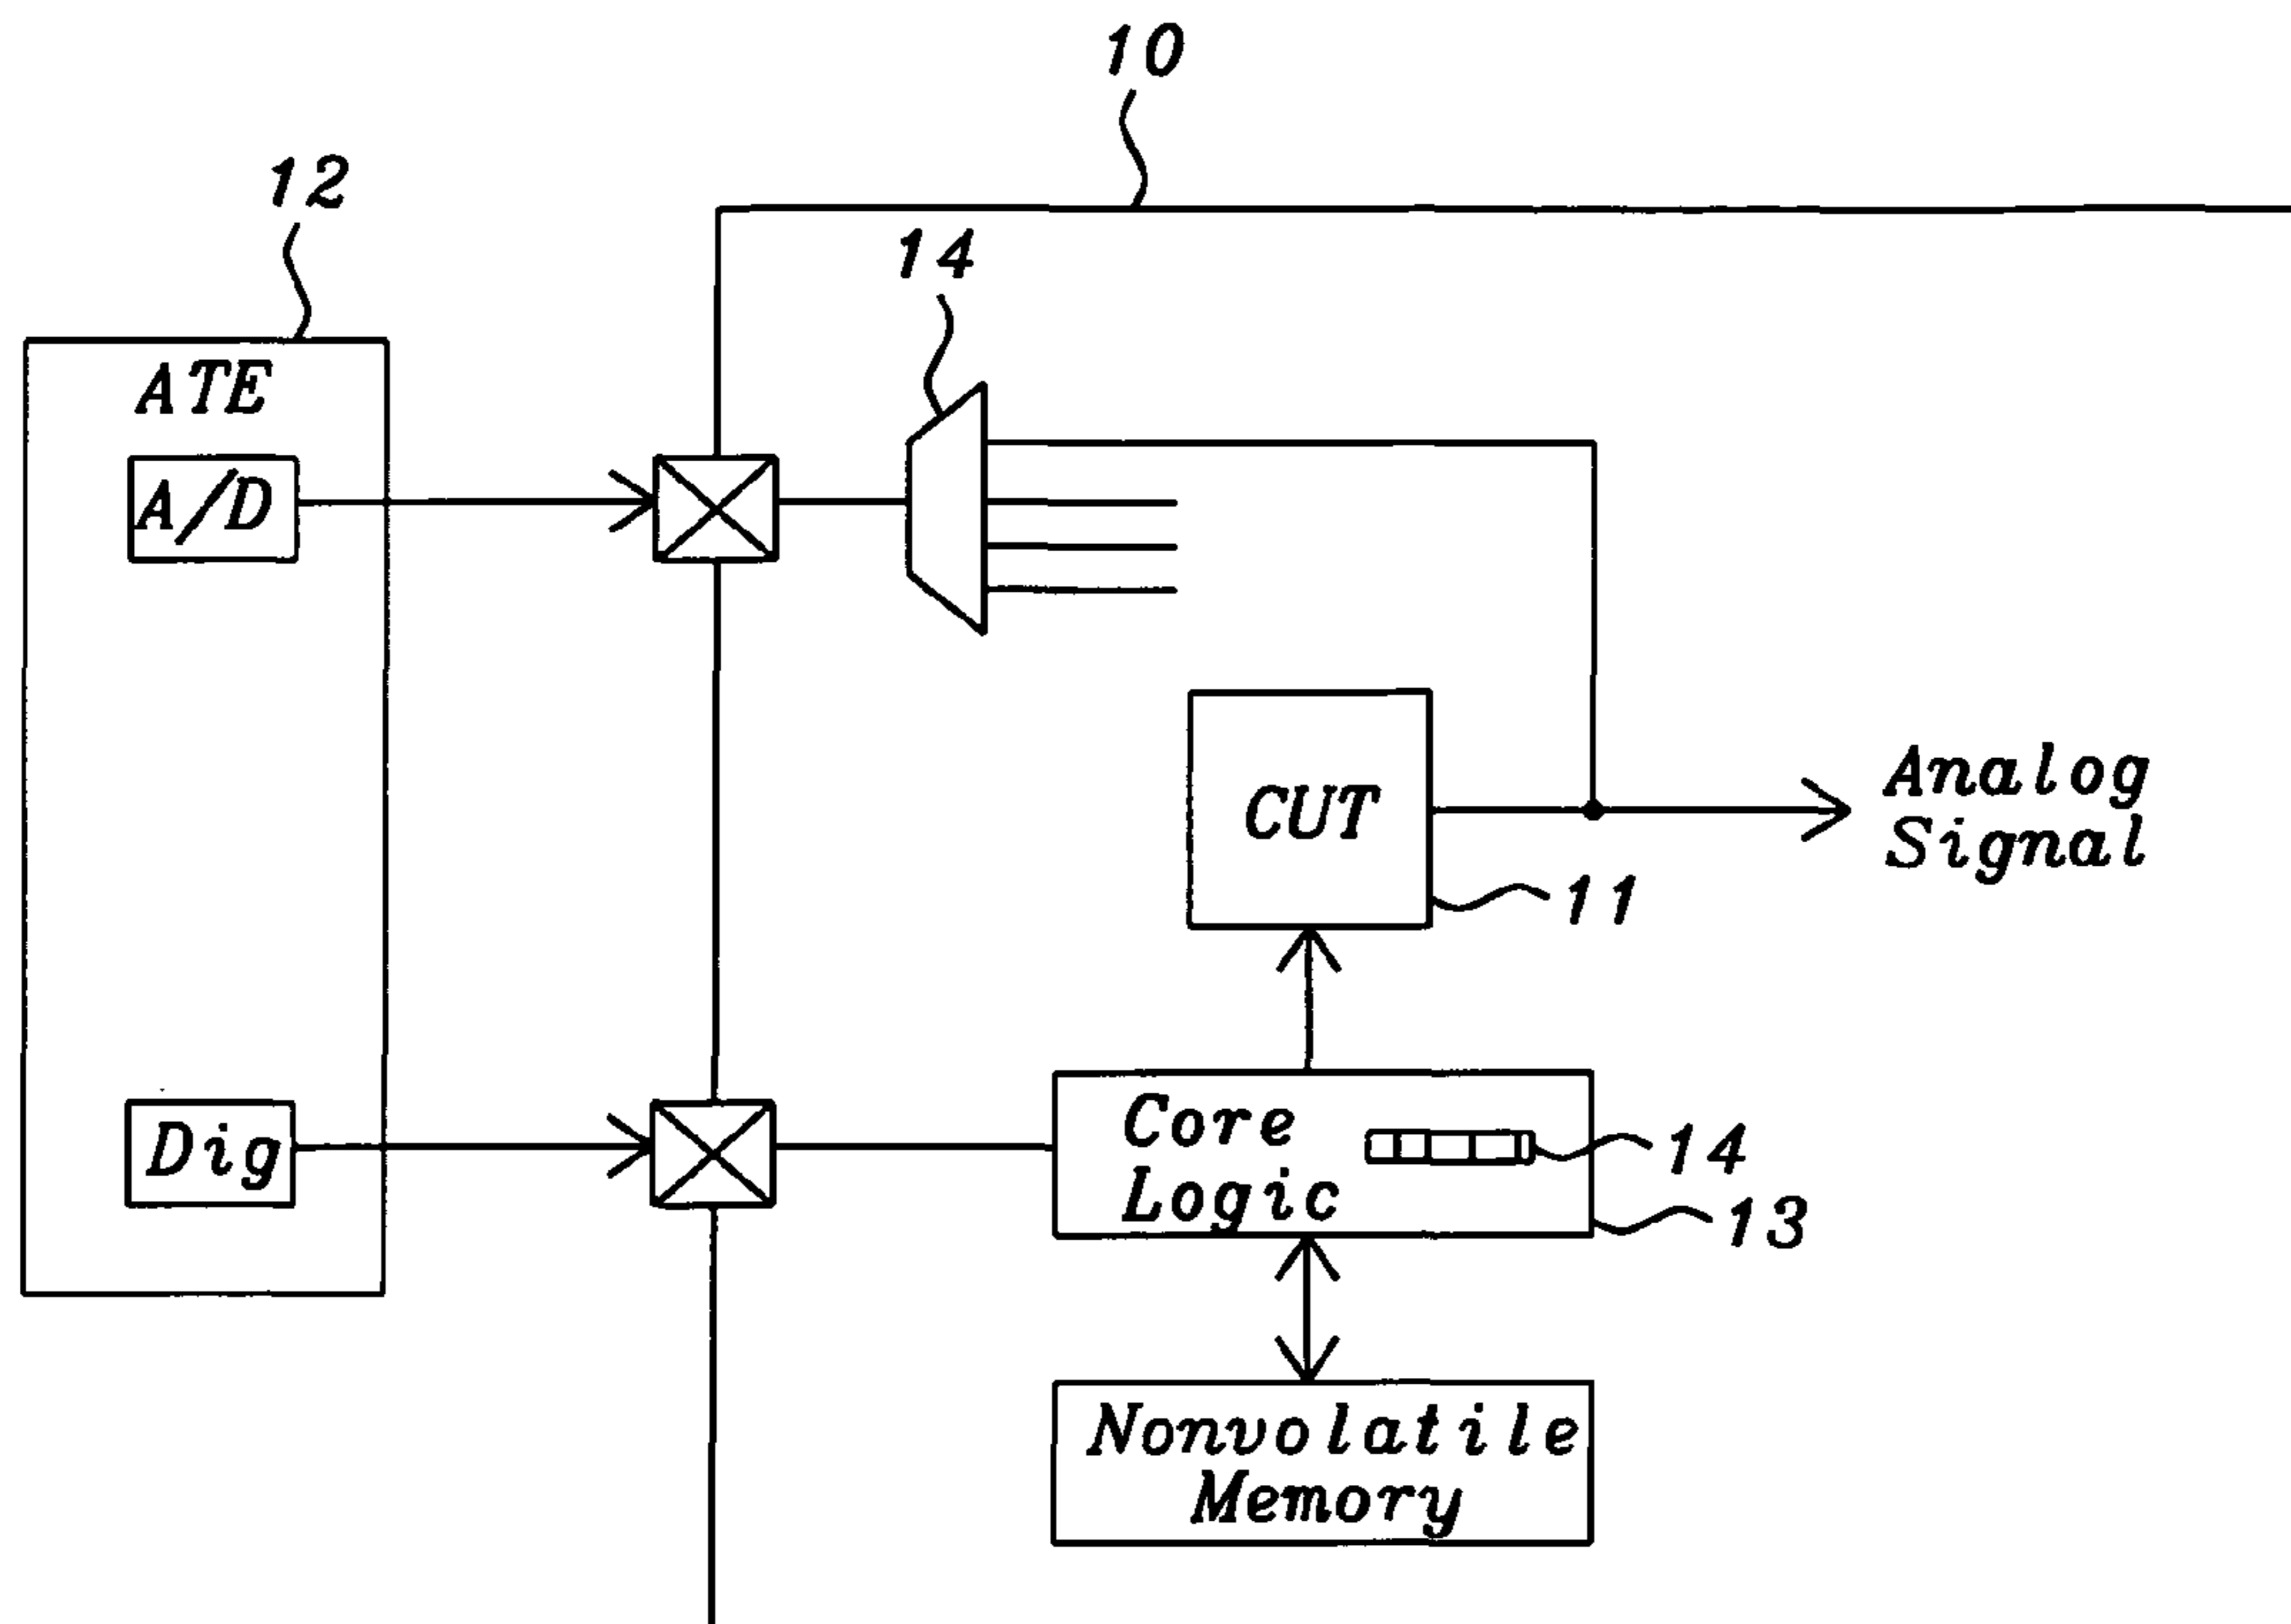 10
12
14
ATE
A/D
CUT
Analog
Signal
11
Dig
Core
Logic
14
13
Nonvolatile
Memory